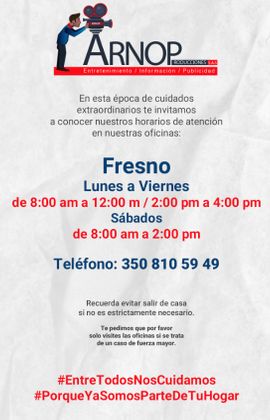 ARNOP
PRODUCCIONES SAS
Entretenimiento / Información / Publicidad
En esta época de cuidados
extraordinarios te invitamos
a conocer nuestros horarios de atención
en nuestras oficinas:
Fresno
Lunes a Viernes
de 8:00 am a 12:00 m / 2:00 pm a 4:00 pm
Sábados
de 8:00 am a 2:00 pm
Teléfono: 350 810 59 49
Recuerda evitar salir de casa
si no es estrictamente necesario.
Te pedimos que por favor
solo visites las oficinas si se trata
de un caso de fuerza mayor.
#EntreTodosNosCuidamos
#PorqueYaSomosParteDeTuHogar